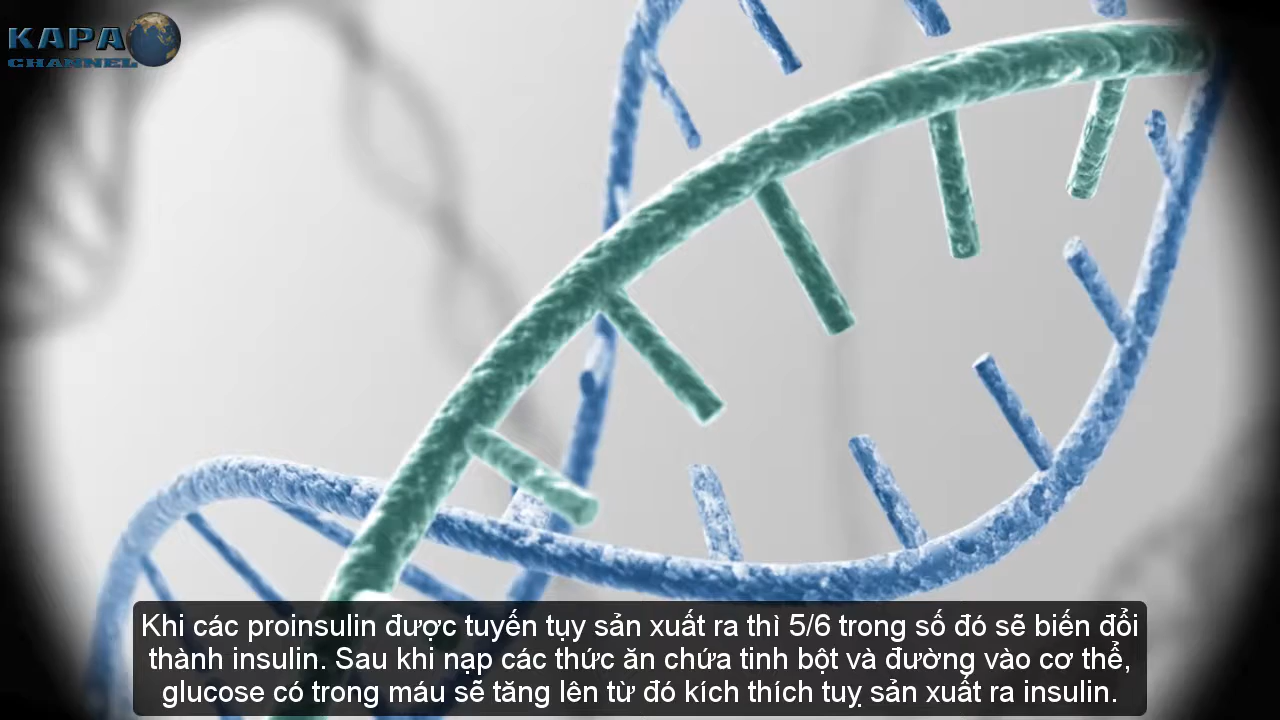 KAPA
CHANNEL
Khi các proinsulin được tuyến tụy sản xuất ra thì 5/6 trong số đó sẽ biến đổi
thành insulin. Sau khi nạp các thức ăn chứa tinh bột và đường vào cơ thể,
glucose có trong máu sẽ tăng lên từ đó kích thích tuỵ sản xuất ra insulin.